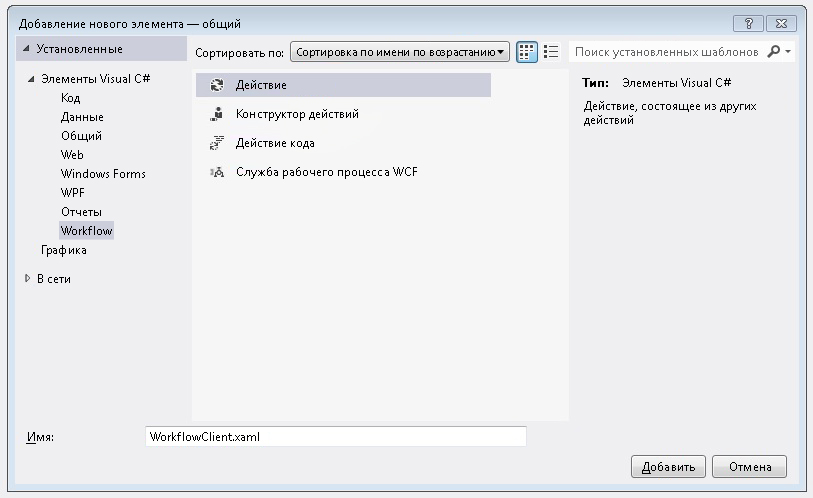 Добавление нового элемента — общий
Установленные
Элементы Visual C#
Код
Данные
Общий
Web
Windows Forms
WPF
Отчеты
Workflow
Графика
В сети
Сортировать по: Сортировка по имени по возрастанию
Поиск установленных шаблонов
Действие
Конструктор действий
Действие кода
Служба рабочего процесса WCF
Тип: Элементы Visual C#
Действие, состоящее из других
действий
Имя: WorkflowClient.xaml
Добавить
Отмена